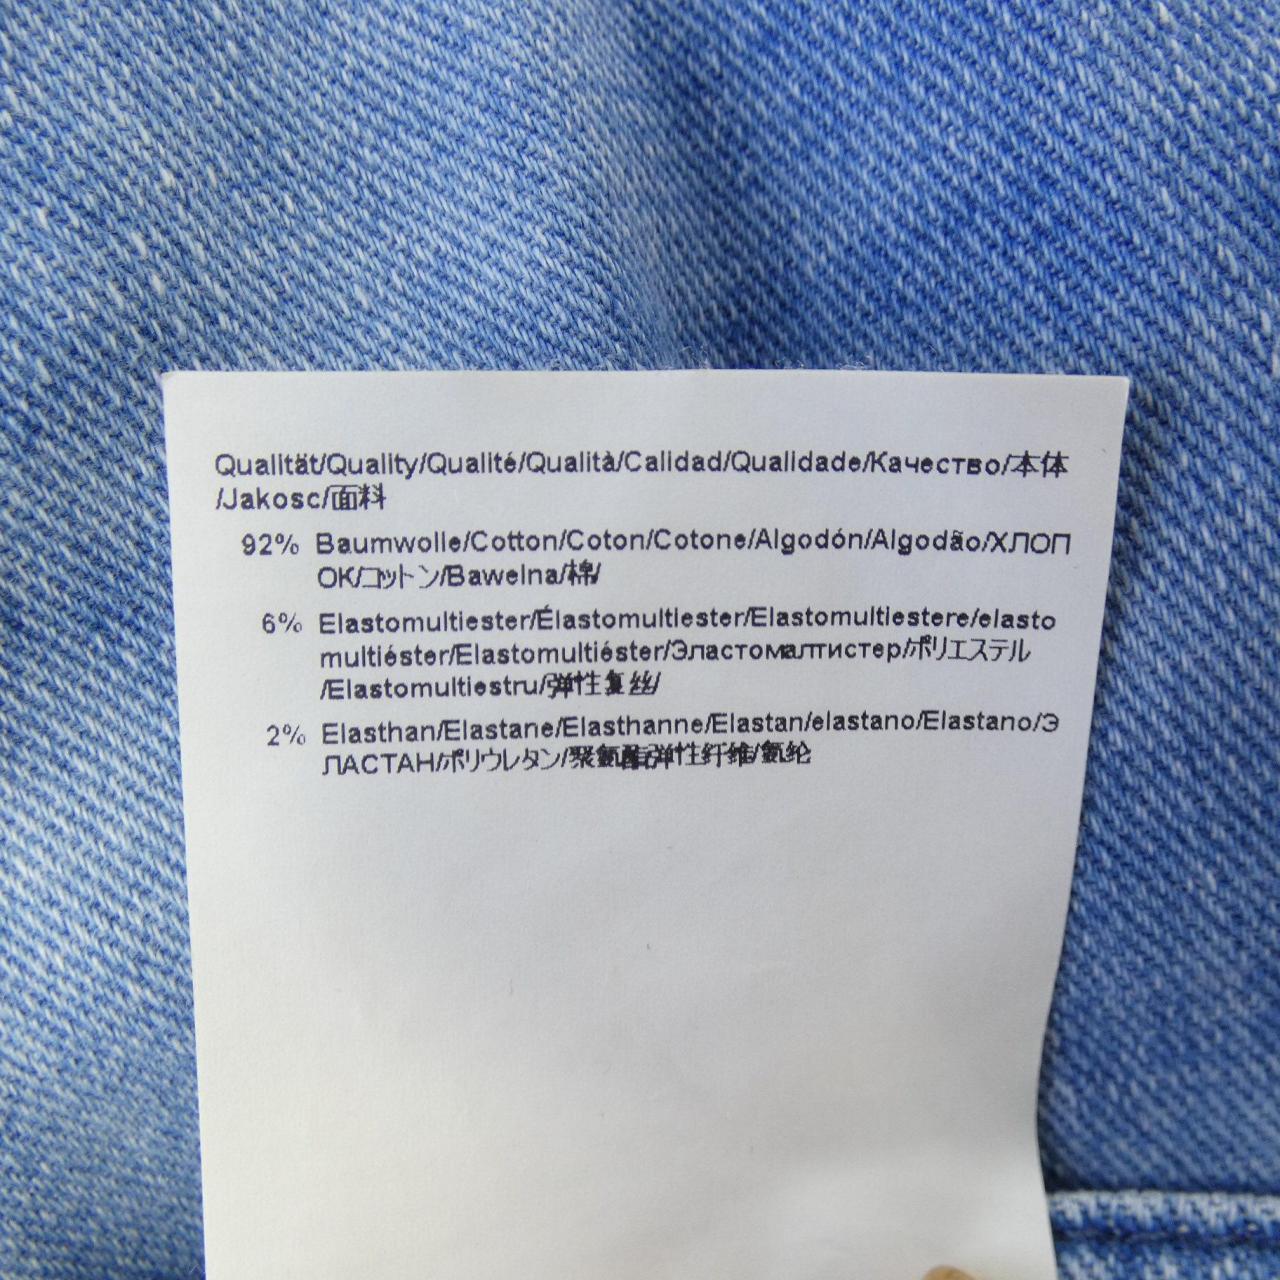 Qualität/Quality/Qualité/Qualità/Calidad/Qualidade/Качество/本体
/Jakosc/面料
92% Baumwolle/Cotton/Coton/Cotone/Algodón/Algodão/ХЛОП
ОК/コットン/Bawelna/棉/
6% Elastomultiester/Élastomultiester/Elastomultiestere/elasto
multiéster/Elastomultiéster/Эластомалтистер/ポリエステル
/Elastomultiestru/弹性复丝/
2% Elasthan/Elastane/Elasthanne/Elastan/elastano/Elastano/Э
ЛАСТАН/ポリウレタン/聚氨酯弹性纤维/氨纶